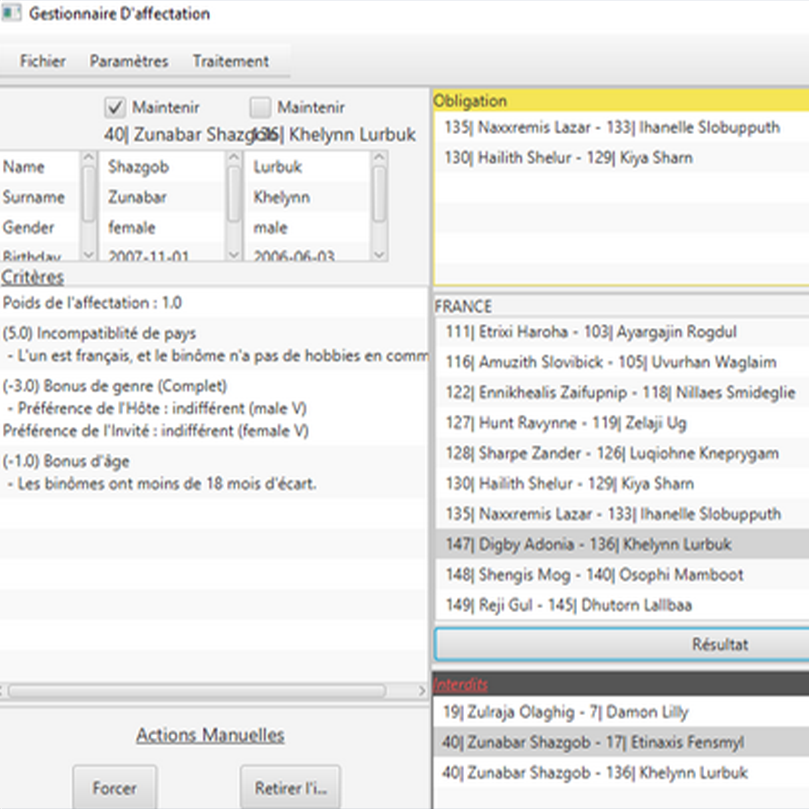 Gestionnaire D'affectation
Fichier Paramètres Traitement
Maintenir Maintenir
40| Zunabar Shazgob 136| Khelynn Lurbuk
Name Shazgob Lurbuk
Surname Zunabar Khelynn
Gender female male
Birthday 2007-11-01 2006-06-03
Critères
Poids de l'affectation : 1.0
(5.0) Incompatiblité de pays
- L'un est français, et le binôme n'a pas de hobbies en comm
(-3.0) Bonus de genre (Complet)
- Préférence de l'Hôte : indifférent (male V)
Préférence de l'Invité : indifférent (female V)
(-1.0) Bonus d'âge
- Les binômes ont moins de 18 mois d'écart.
Actions Manuelles
Forcer Retirer l'i...
Obligation
135| Naxxremis Lazar - 133| Ihanelle Slobupputh
130| Hailith Shelur - 129| Kiya Sharn
FRANCE
111| Etrixi Haroha - 103| Ayargajin Rogdul
116| Amuzith Slovibick - 105| Uvurhan Waglaim
122| Ennikhealis Zaifupnip - 118| Nillaes Smideglie
127| Hunt Ravynne - 119| Zelaji Ug
128| Sharpe Zander - 126| Luqiohne Kneprygam
130| Hailith Shelur - 129| Kiya Sharn
135| Naxxremis Lazar - 133| Ihanelle Slobupputh
147| Digby Adonia - 136| Khelynn Lurbuk
148| Shengis Mog - 140| Osophi Mamboot
149| Reji Gul - 145| Dhutorn Lallbaa
Résultat
Interdits
19| Zulraja Olaghig - 7| Damon Lilly
40| Zunabar Shazgob - 17| Etinaxis Fensmyl
40| Zunabar Shazgob - 136| Khelynn Lurbuk